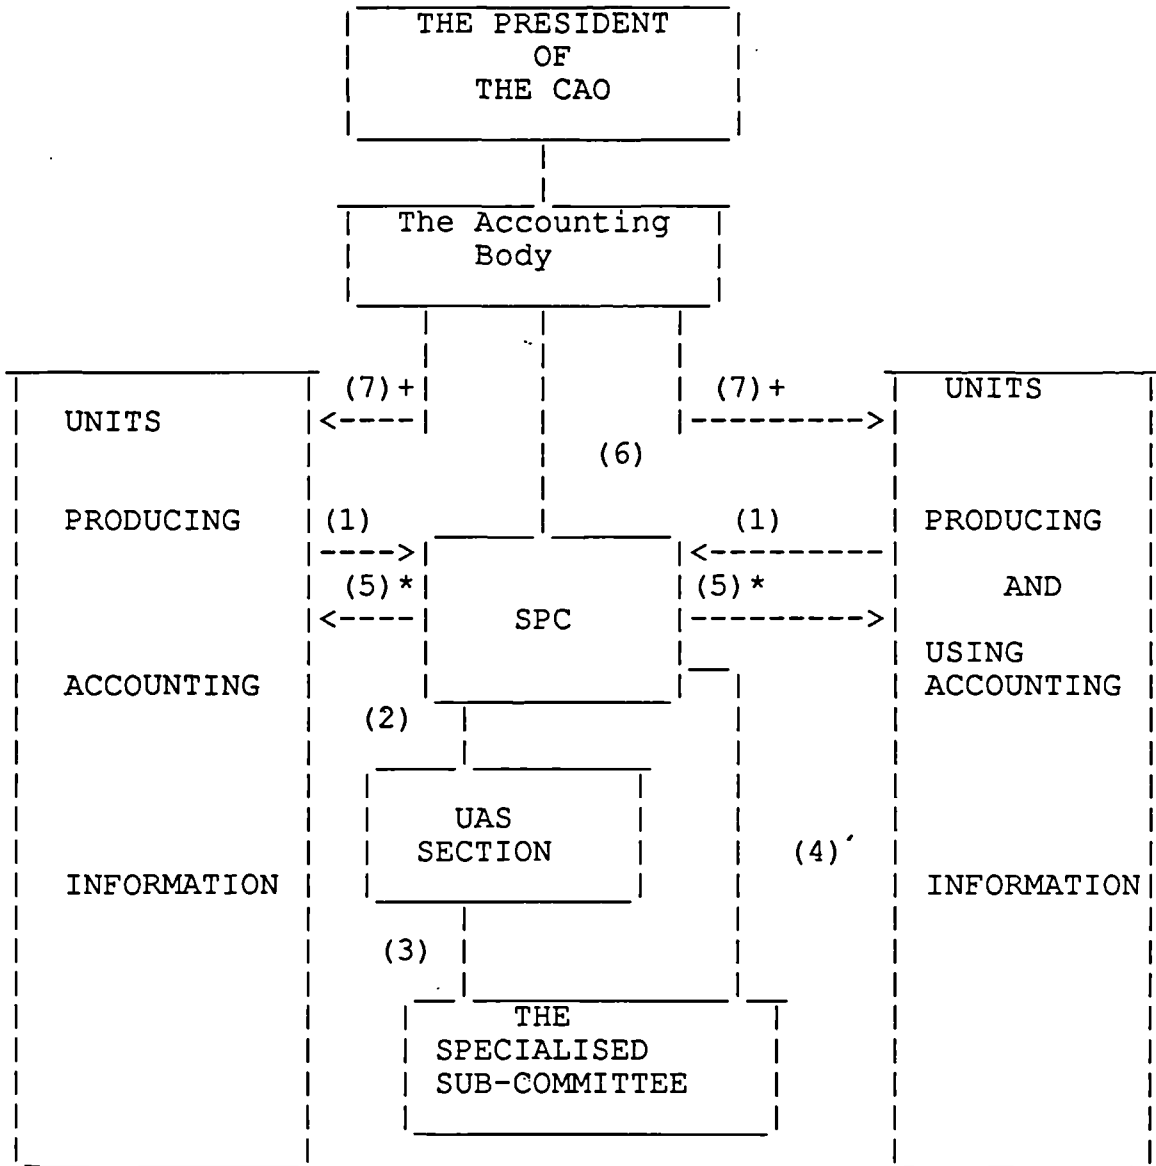 THE PRESIDENT
OF
THE CAO
The Accounting
Body
(7)+
(7)+
UNITS
UNITS
(6)
PRODUCING
(1)
(1)
PRODUCING
(5)*
(5)*
AND
SPC
USING
ACCOUNTING
ACCOUNTING
(2)
UAS
SECTION
(4)´
INFORMATION
INFORMATION
(3)
THE
SPECIALISED
SUB-COMMITTEE